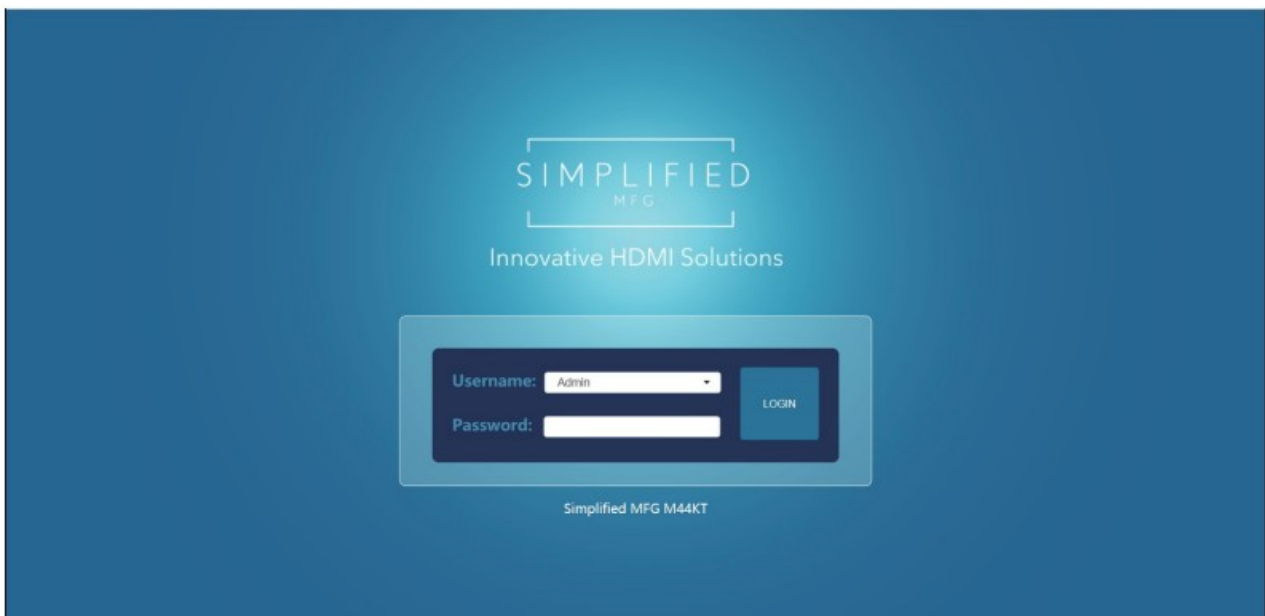 SIMPLIFIED
MFG
Innovative HDMI Solutions
Username: Admin
LOGIN
Password:
Simplified MFG M44KT